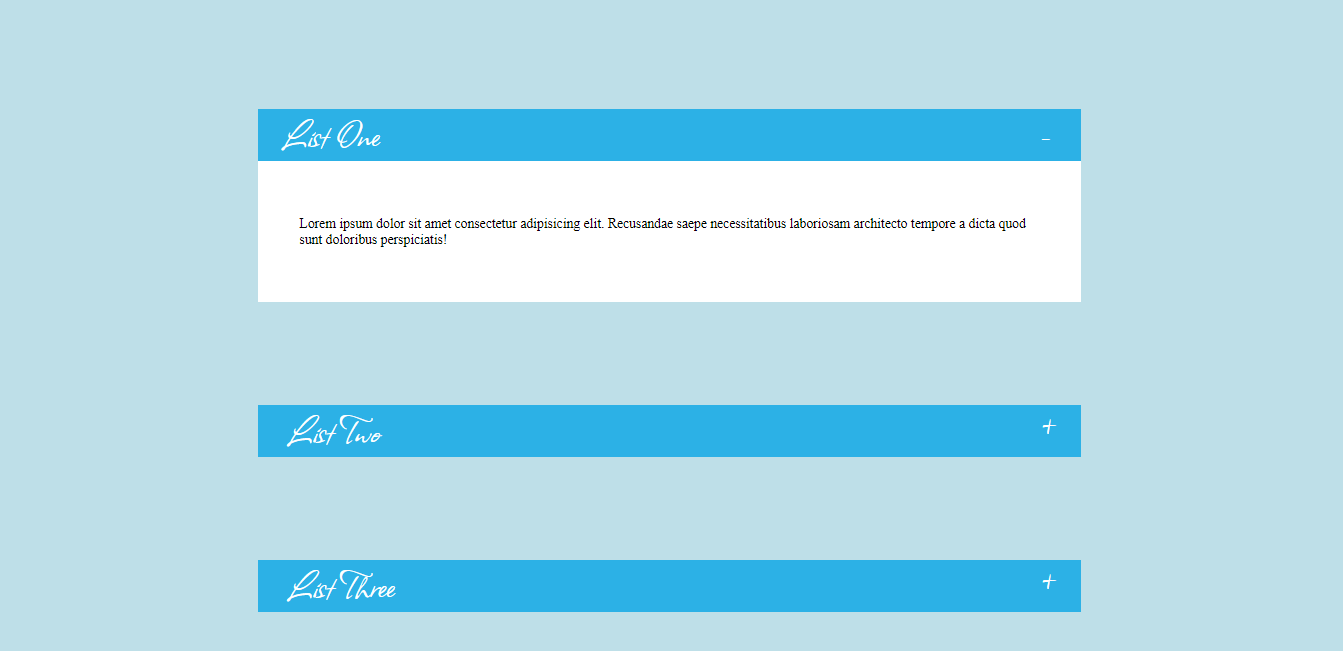 List One –
Lorem ipsum dolor sit amet consectetur adipisicing elit. Recusandae saepe necessitatibus laboriosam architecto tempore a dicta quod
sunt doloribus perspiciatis!
List Two +
List Three +